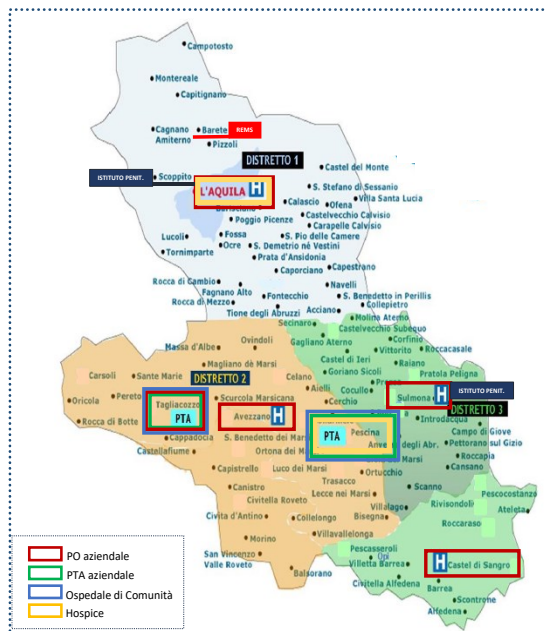 Campotosto
Montereale
Capitignano
Cagnano
Amiterno
Barete
REMS
Pizzoli
DISTRETTO 1
ISTITUTO PENIT.
Scoppito
L'AQUILA H
Castel del Monte
S. Stefano di Sessanio
Villa Santa Lucia
Calascio
Ofena
Castelvecchio Calvisio
Poggio Picenze
Carapelle Calvisio
Fossa
S. Pio delle Camere
Lucoli
Ocre
S. Demetrio né Vestini
Tornimparte
Prata d'Ansidonia
Caporciano
Capestrano
Rocca di Cambio
Navelli
Fagnano Alto
Fontecchio
S. Benedetto in Perillis
Rocca di Mezzo
Collepietro
Tione degli Abruzzi
Acciano
Molina Aterno
Secinaro
Castelvecchio Subequo
Gagliano Aterno
Corfinio
Massa d'Albe
Ovindoli
Vittorito
Roccacasale
Castel di Ieri
Raiano
Magliano dè Marsi
Goriano Sicoli
Pratola Peligna
Carsoli
Sante Marie
DISTRETTO 2
Celano
Aielli
Cocullo
ISTITUTO PENIT.
Oricola
Pereto
Tagliacozzo
PTA
Scurcola Marsicana
Cerchio
Sulmona H
DISTRETTO 3
Rocca di Botte
Avezzano H
Introdacqua
Cappadocia
S. Benedetto dei Mar
PTA
Pescina
Campo di Giove
Pettorano sul Gizio
Castellafiume
Ortona dei Mar
Roccapia
Capistrello
Luco dei Marsi
Ortucchio
Cansano
Trasacco
Canistro
Scanno
Civitella Roveto
Lecce nei Marsi
Pescocostanzo
Villalago
Rivisondoli
Civita d'Antino
Collelongo
Bisegna
Ateleta
Villavallelonga
Roccaraso
Morino
Pescasseroli
San Vincenzo
Valle Roveto
Opi
Villetta Barrea
H Castel di Sangro
Balsorano
Barrea
Civitella Alfedena
Scontrone
Alfedena
PO aziendale
PTA aziendale
Ospedale di Comunità
Hospice